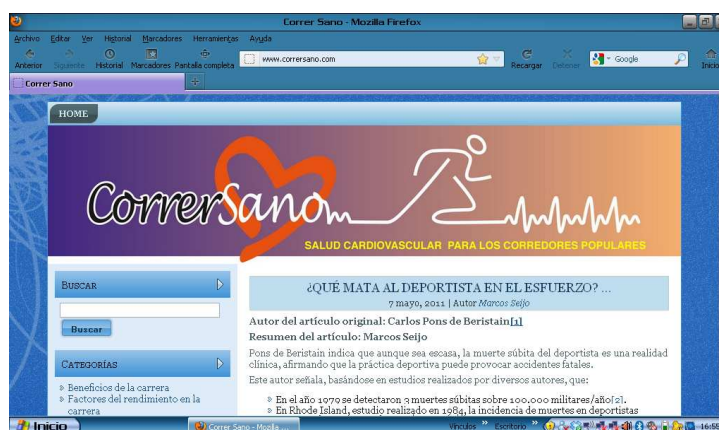 Correr Sano - Mozilla Firefox
Archivo Editar Ver Historial Marcadores Herramientas Ayuda
Anterior Siguiente Historial Marcadores Pantalla completa
www.corrersano.com
Recargar Detener Google Inicio
Correr Sano
HOME
CorrerSano
SALUD CARDIOVASCULAR PARA LOS CORREDORES POPULARES
BUSCAR
Buscar
CATEGORÍAS
» Beneficios de la carrera
» Factores del rendimiento en la
carrera
¿QUÉ MATA AL DEPORTISTA EN EL ESFUERZO? ...
7 mayo, 2011 | Autor Marcos Seijo
Autor del artículo original: Carlos Pons de Beristain[1]
Resumen del artículo: Marcos Seijo
Pons de Beristain indica que aunque sea escasa, la muerte súbita del deportista es una realidad
clínica, afirmando que la práctica deportiva puede provocar accidentes fatales.
Este autor señala, basándose en estudios realizados por diversos autores, que:
» En el año 1979 se detectaron 3 muertes súbitas sobre 100.000 militares/año[2].
» En Rhode Island, estudio realizado en 1984, la incidencia de muertes en deportistas
Inicio
Correr Sano - Mozilla ...
Vínculos » Escritorio »
16:55